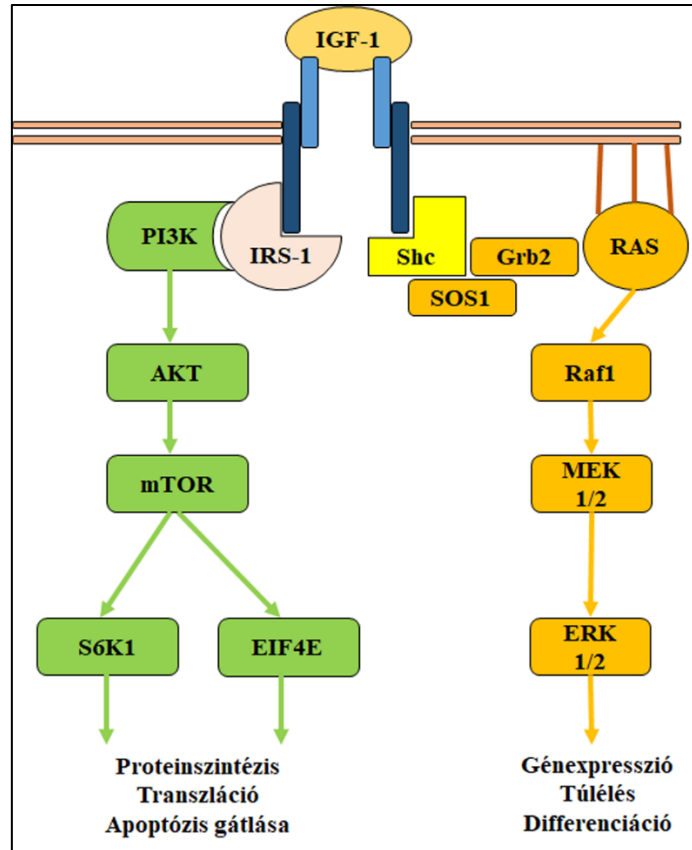 IGF-1
PI3K
IRS-1
Shc
Grb2
RAS
SOS1
AKT
Raf1
mTOR
MEK
1/2
S6K1
EIF4E
ERK
1/2
Proteinszintézis
Transzláció
Apoptózis gátlása
Génexpresszió
Túlélés
Differenciáció